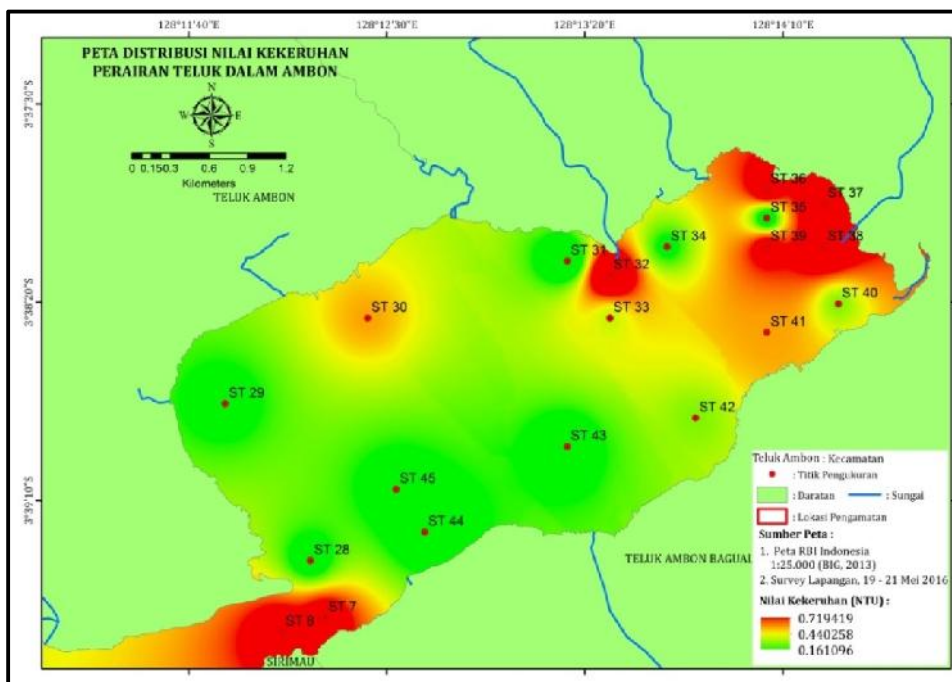 128°11'40"E 128°12'30"E 128°13'20"E 128°14'10"E
PETA DISTRIBUSI NILAI KEKERUHAN
PERAIRAN TELUK DALAM AMBON
N
W E
S
0 0.150.3 0.6 0.9 1.2
Kilometers
TELUK AMBON
3°37'30"S
3°38'20"S
3°39'10"S
ST 36
ST 37
ST 35
ST 39
ST 38
ST 34
ST 31
ST 32
ST 40
ST 33
ST 30
ST 41
ST 29
ST 42
ST 43
ST 45
ST 44
ST 28
ST 7
ST 8
SIRIMAU
TELUK AMBON BAGUAL
Teluk Ambon : Kecamatan
: Titik Pengukuran
: Daratan : Sungai
: Lokasi Pengamatan
Sumber Peta :
1. Peta RBI Indonesia
1:25.000 (BIG, 2013)
2. Survey Lapangan, 19 - 21 Mei 2016
Nilai Kekeruhan (NTU) :
0.719419
0.440258
0.161096